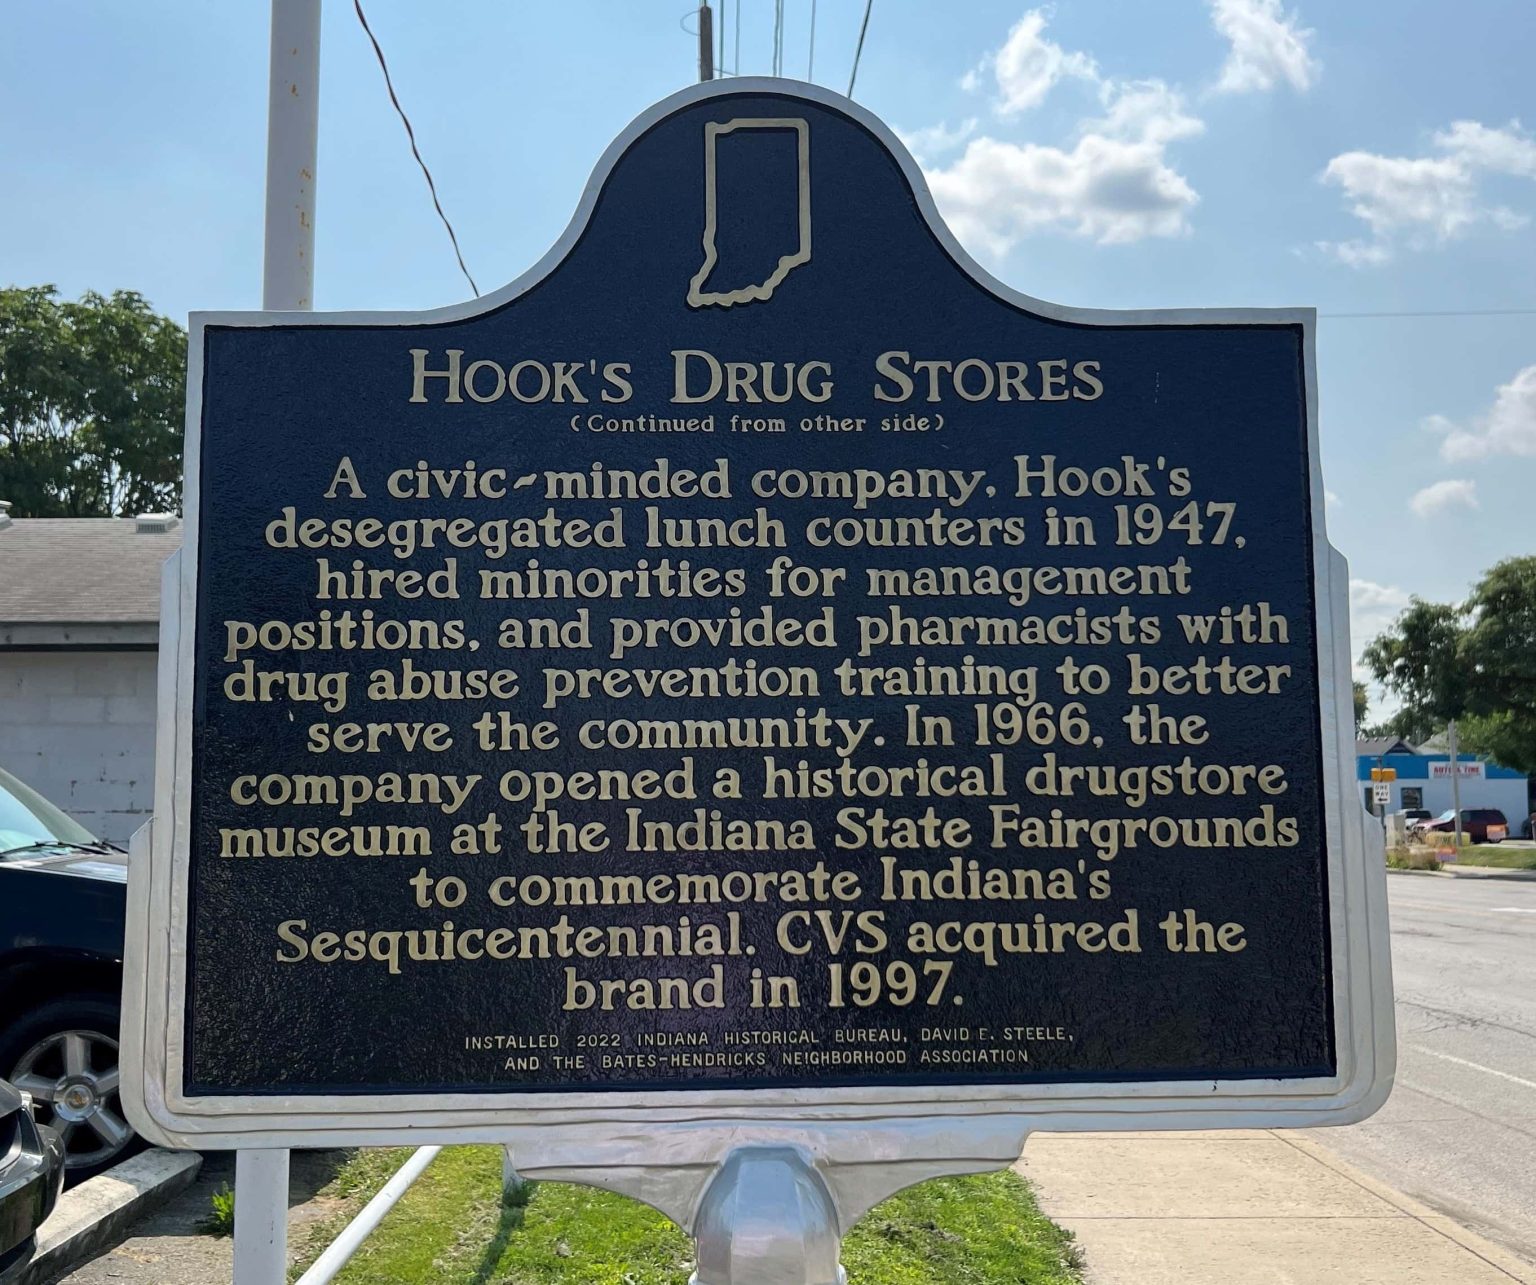 Hook's Drug Stores
(Continued from other side)
A civic-minded company, Hook's
desegregated lunch counters in 1947,
hired minorities for management
positions, and provided pharmacists with
drug abuse prevention training to better
serve the community. In 1966, the
company opened a historical drugstore
museum at the Indiana State Fairgrounds
to commemorate Indiana's
Sesquicentennial. CVS acquired the
brand in 1997.
INSTALLED 2022 INDIANA HISTORICAL BUREAU, DAVID E. STEELE,
AND THE BATES-HENDRICKS NEIGHBORHOOD ASSOCIATION
ONE
WAY